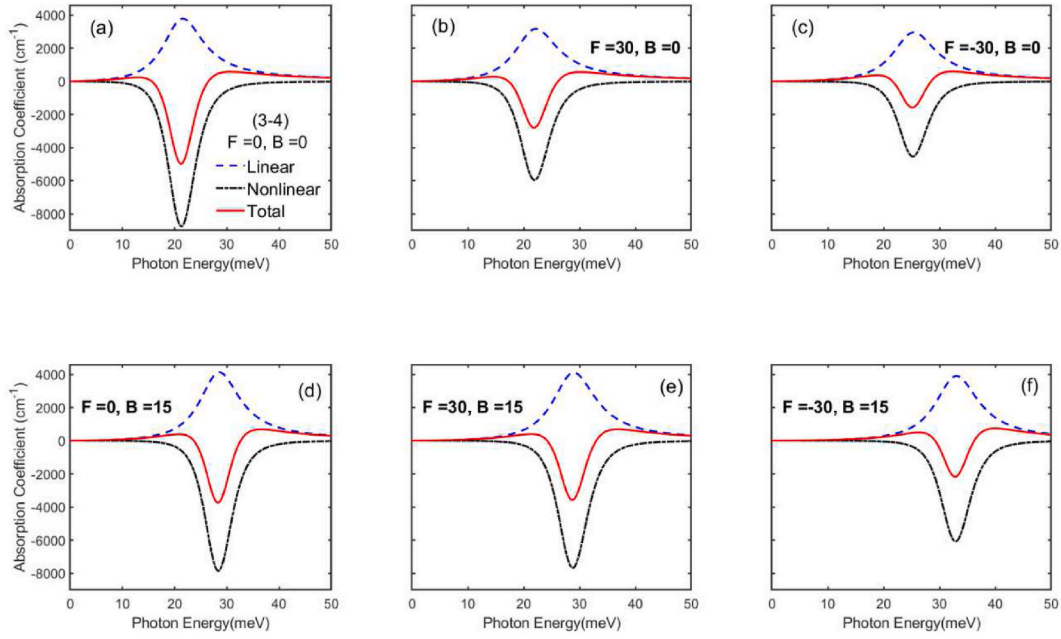 (a)
(3-4)
F =0, B =0
Linear
Nonlinear
Total
4000
2000
0
-2000
-4000
-6000
-8000
0 10 20 30 40 50
Absorption Coefficient (cm⁻¹)
Photon Energy(meV)
(b)
F =30, B =0
0 10 20 30 40 50
Photon Energy(meV)
(c)
F =-30, B =0
0 10 20 30 40 50
Photon Energy(meV)
(d)
F =0, B =15
4000
2000
0
-2000
-4000
-6000
-8000
0 10 20 30 40 50
Absorption Coefficient (cm⁻¹)
Photon Energy(meV)
(e)
F =30, B =15
0 10 20 30 40 50
Photon Energy(meV)
(f)
F =-30, B =15
0 10 20 30 40 50
Photon Energy(meV)